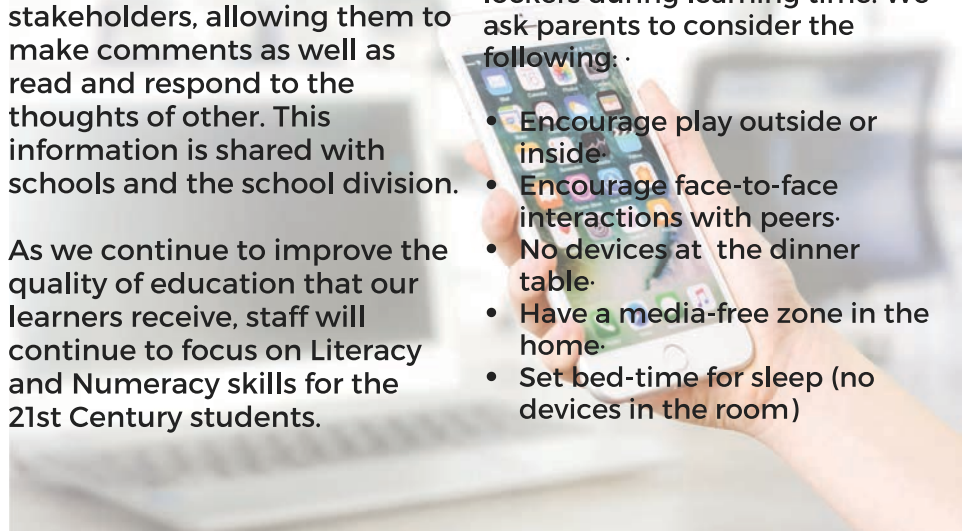 stakeholders, allowing them to
make comments as well as
read and respond to the
thoughts of other. This
information is shared with
schools and the school division.
As we continue to improve the
quality of education that our
learners receive, staff will
continue to focus on Literacy
and Numeracy skills for the
21st Century students.
lockers during learning time. We
ask parents to consider the
following: ·
• Encourage play outside or
inside·
• Encourage face-to-face
interactions with peers·
• No devices at the dinner
table·
• Have a media-free zone in the
home·
• Set bed-time for sleep (no
devices in the room)